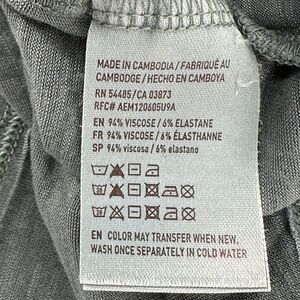 MADE IN CAMBODIA / FABRIQUÉ AU
CAMBODGE / HECHO EN CAMBOYA
RN 54485/CA 03873
RFC# AEM120605U9A
EN 94% VISCOSE / 6% ELASTANE
FR 94% VISCOSE / 6% ÉLASTHANNE
SP 94% viscosa / 6% elastano
EN COLOR MAY TRANSFER WHEN NEW.
WASH ONCE SEPARATELY IN COLD WATER